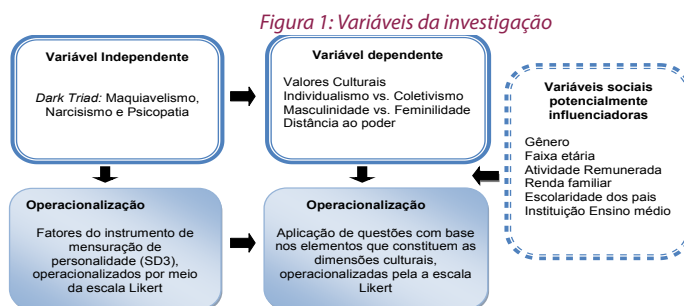 Figura 1: Variáveis da investigação
Variável Independente
Dark Triad: Maquiavelismo,
Narcisismo e Psicopatia
Variável dependente
Valores Culturais
Individualismo vs. Coletivismo
Masculinidade vs. Feminilidade
Distância ao poder
Variáveis sociais
potencialmente
influenciadoras
Gênero
Faixa etária
Atividade Remunerada
Renda familiar
Escolaridade dos pais
Instituição Ensino médio
Operacionalização
Fatores do instrumento de
mensuração de
personalidade (SD3),
operacionalizados por meio
da escala Likert
Operacionalização
Aplicação de questões com base
nos elementos que constituem as
dimensões culturais,
operacionalizadas pela a escala
Likert